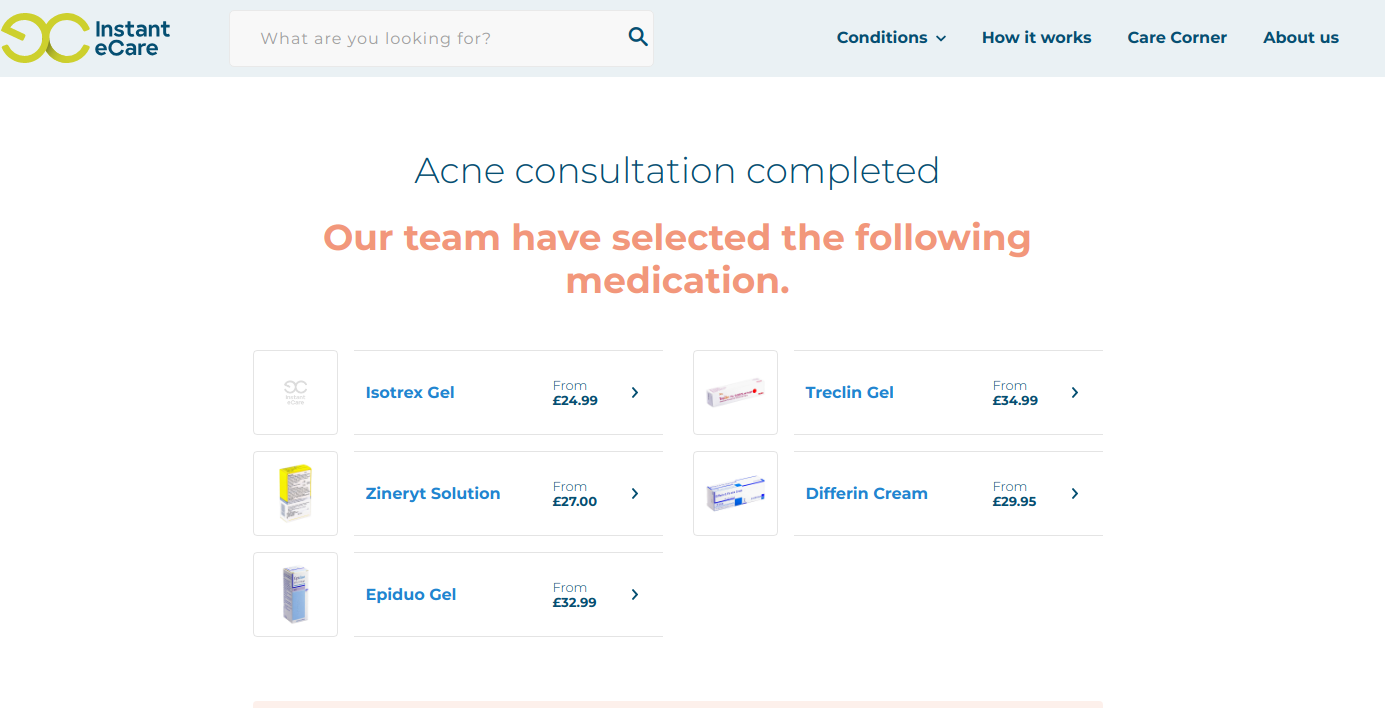 Instant
eCare
What are you looking for?
Conditions
How it works
Care Corner
About us
Acne consultation completed
Our team have selected the following
medication.
Isotrex Gel
From
£24.99
Treclin Gel
From
£34.99
Zineryt Solution
From
£27.00
Differin Cream
From
£29.95
Epiduo Gel
From
£32.99